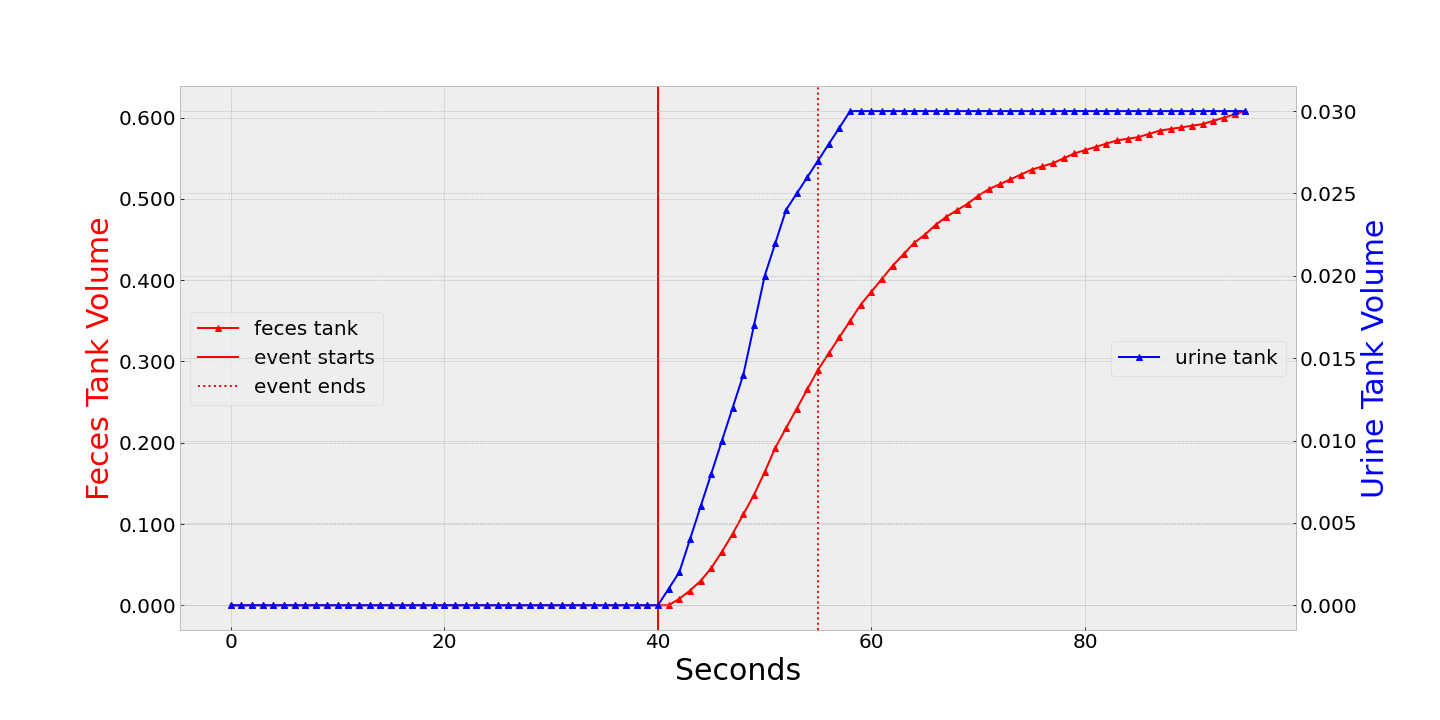 Feces Tank Volume
0.600
0.500
0.400
0.300
0.200
0.100
0.000
feces tank
event starts
event ends
urine tank
0.030
0.025
0.020
0.015
0.010
0.005
0.000
Urine Tank Volume
0
20
40
60
80
Seconds